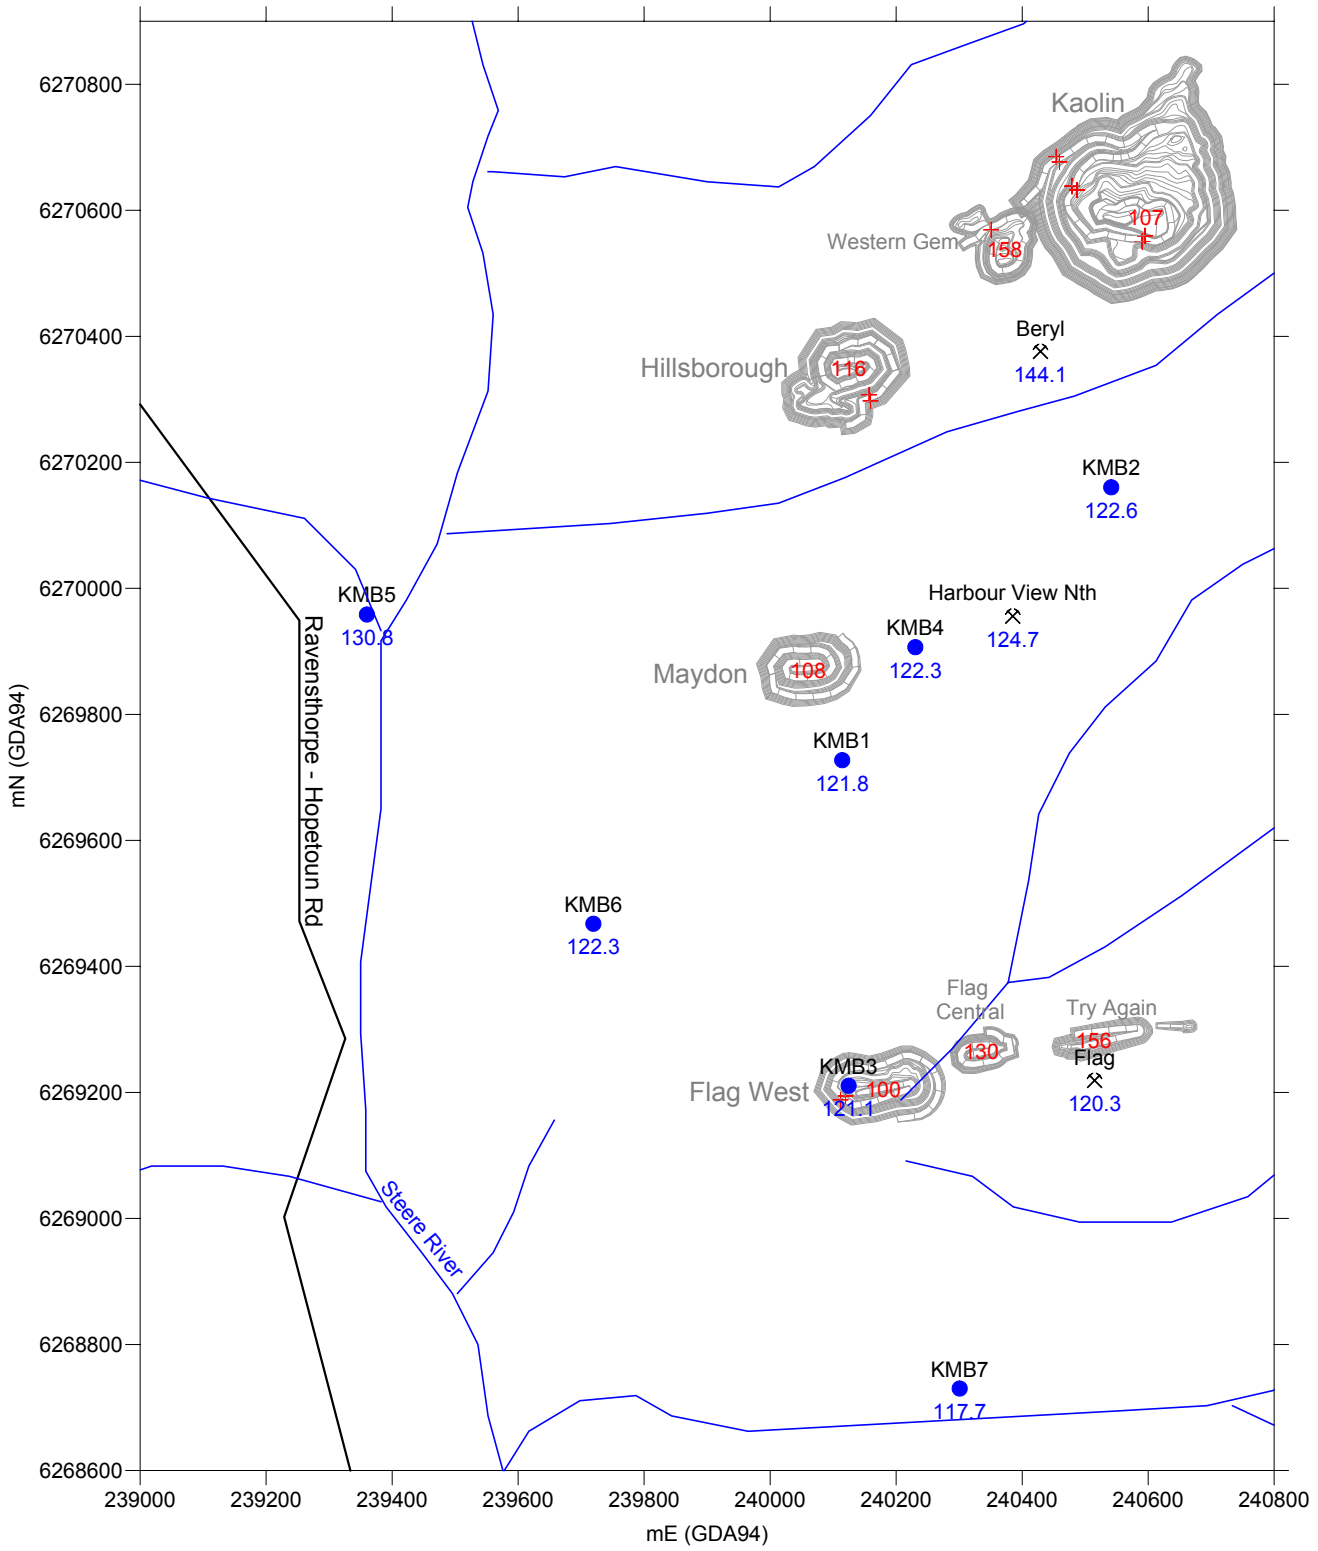 6270800
6270600
6270400
6270200
6270000
6269800
6269600
6269400
6269200
6269000
6268800
6268600
mN (GDA94)
Kaolin
107
Western Gem
158
Beryl
144.1
Hillsborough
116
KMB2
122.6
KMB5
130.8
Harbour View Nth
124.7
KMB4
122.3
Maydon
108
KMB1
121.8
Ravensthorpe - Hopetoun Rd
KMB6
122.3
Flag
Central
130
Try Again
156
Flag
120.3
KMB3
Flag West
100
121.1
Steere River
KMB7
117.7
239000
239200
239400
239600
239800
240000
240200
240400
240600
240800
mE (GDA94)